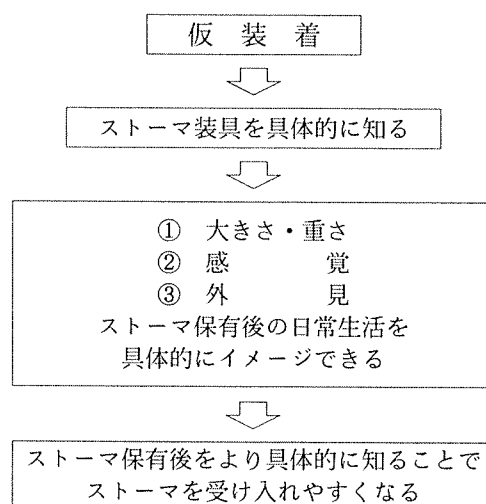 仮装着
ストーマ装具を具体的に知る
① 大きさ・重さ
② 感覚
③ 外見
ストーマ保有後の日常生活を
具体的にイメージできる
ストーマ保有後をより具体的に知ることで
ストーマを受け入れやすくなる